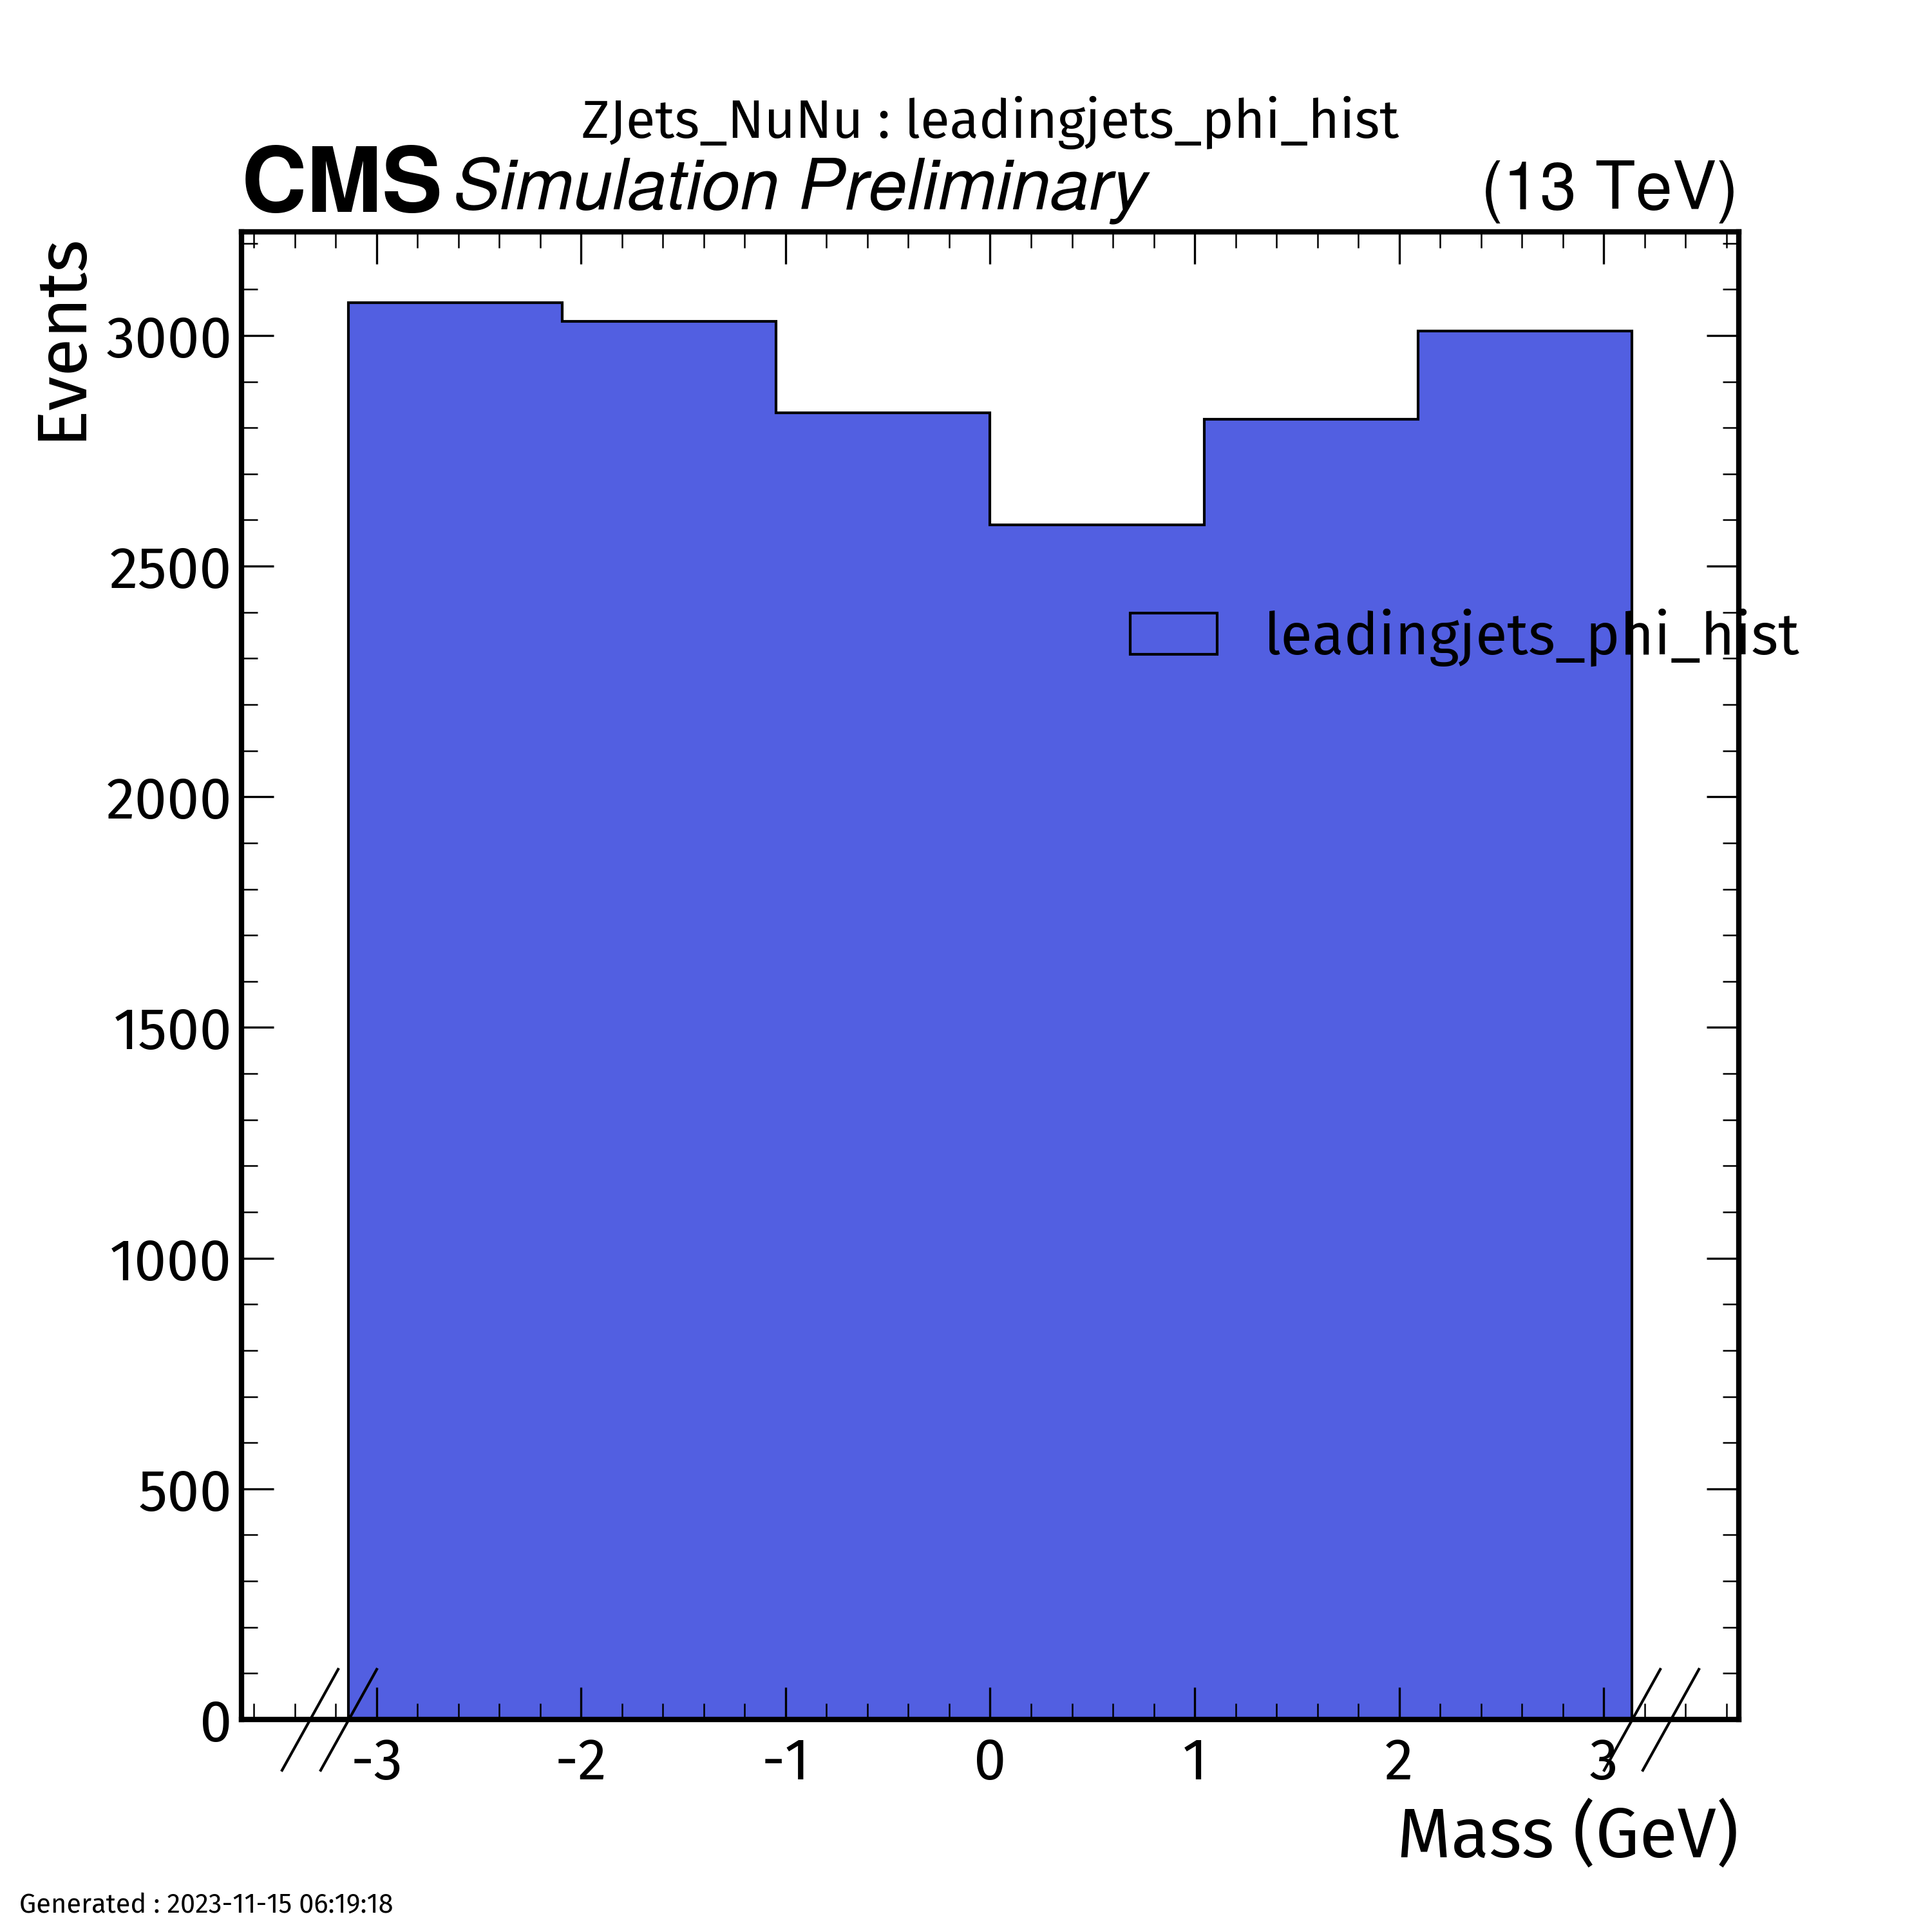 ZJets_NuNu : leadingjets_phi_hist
CMS Simulation Preliminary (13 TeV)
Events
3000
2500
leadingjets_phi_hist
2000
1500
1000
500
0
-3 -2 -1 0 1 2 3
Mass (GeV)
Generated : 2023-11-15 06:19:18